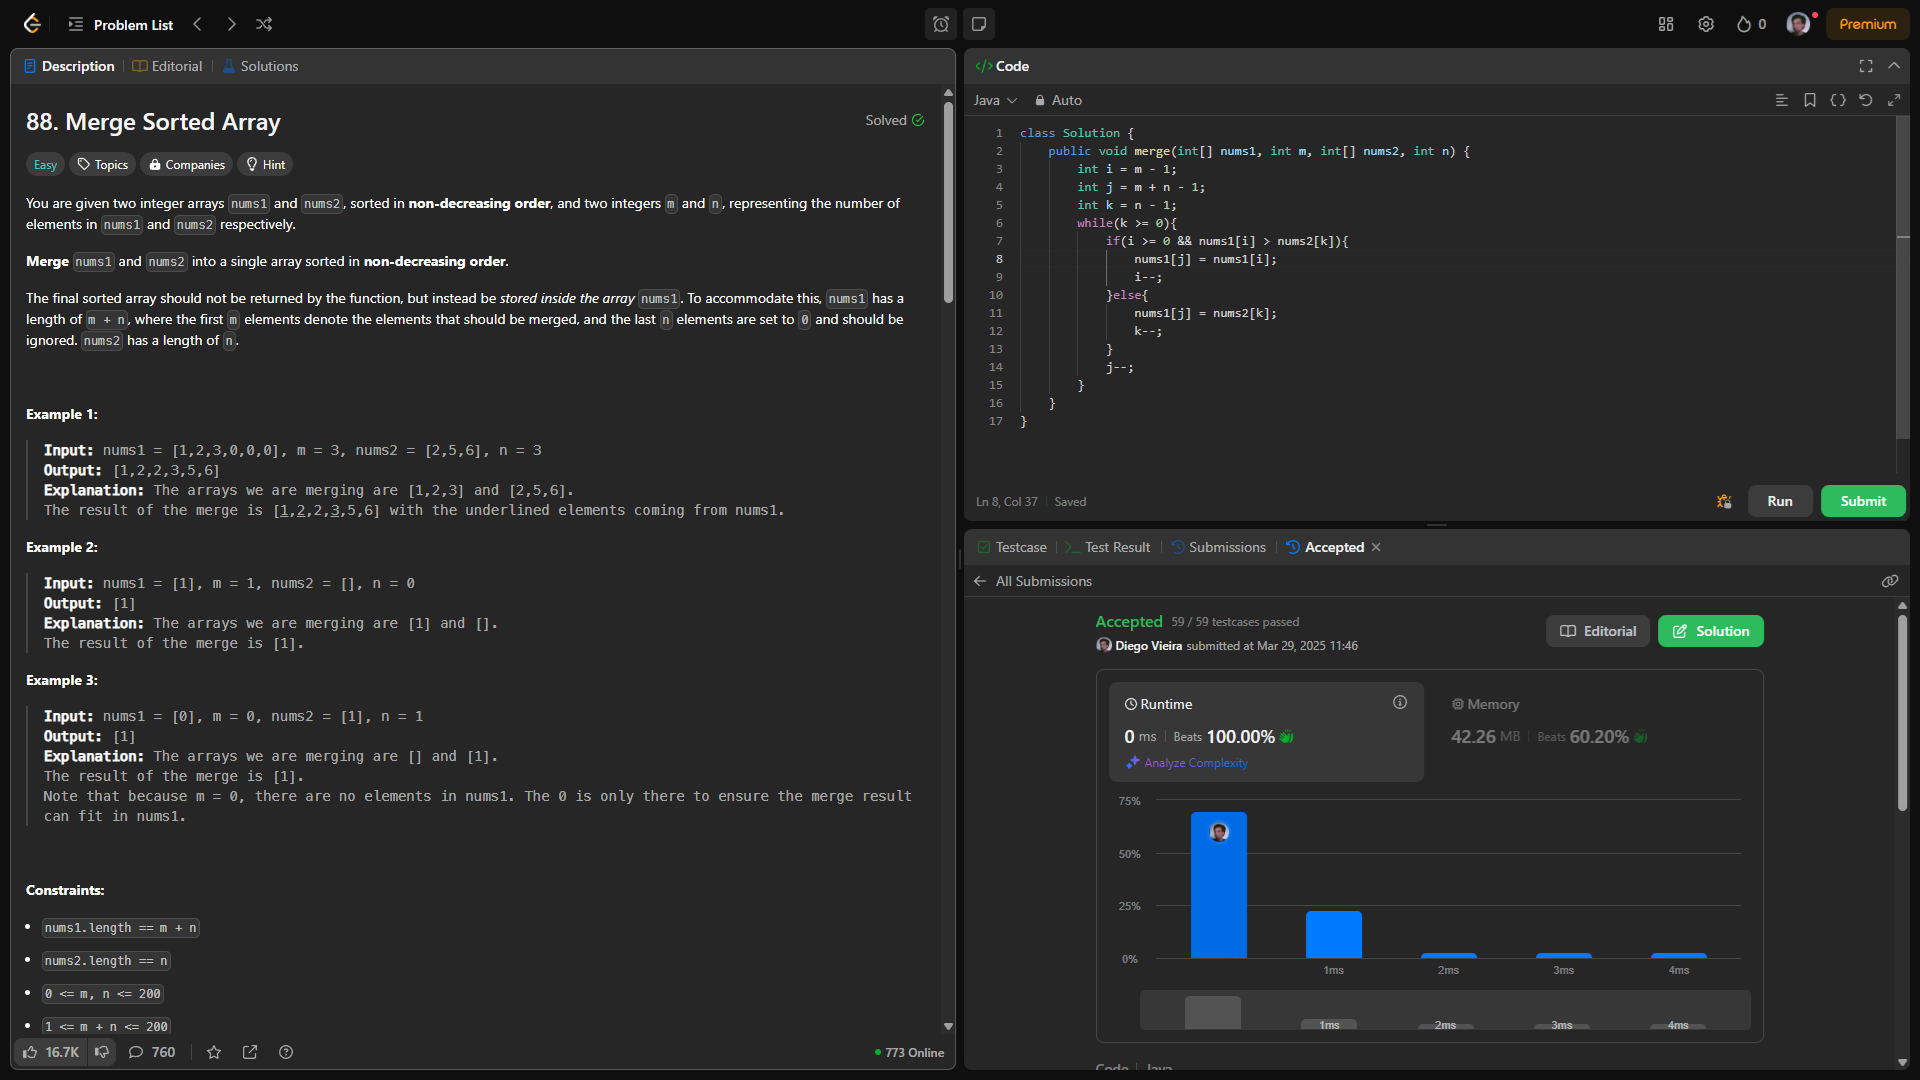 Problem List
0
Premium
Description
Editorial
Solutions
88. Merge Sorted Array
Solved
Easy
Topics
Companies
Hint
You are given two integer arrays nums1 and nums2, sorted in non-decreasing order, and two integers m and n, representing the number of
elements in nums1 and nums2 respectively.
Merge nums1 and nums2 into a single array sorted in non-decreasing order.
The final sorted array should not be returned by the function, but instead be stored inside the array nums1. To accommodate this, nums1 has a
length of m + n, where the first m elements denote the elements that should be merged, and the last n elements are set to 0 and should be
ignored. nums2 has a length of n.
Example 1:
Input: nums1 = [1,2,3,0,0,0], m = 3, nums2 = [2,5,6], n = 3
Output: [1,2,2,3,5,6]
Explanation: The arrays we are merging are [1,2,3] and [2,5,6].
The result of the merge is [1,2,2,3,5,6] with the underlined elements coming from nums1.
Example 2:
Input: nums1 = [1], m = 1, nums2 = [], n = 0
Output: [1]
Explanation: The arrays we are merging are [1] and [].
The result of the merge is [1].
Example 3:
Input: nums1 = [0], m = 0, nums2 = [1], n = 1
Output: [1]
Explanation: The arrays we are merging are [] and [1].
The result of the merge is [1].
Note that because m = 0, there are no elements in nums1. The 0 is only there to ensure the merge result
can fit in nums1.
Constraints:
• nums1.length == m + n
• nums2.length == n
• 0 <= m, n <= 200
• 1 <= m + n <= 200
16.7K
760
773 Online
</> Code
Java
Auto
1 class Solution {
2 public void merge(int[] nums1, int m, int[] nums2, int n) {
3 int i = m - 1;
4 int j = m + n - 1;
5 int k = n - 1;
6 while(k >= 0){
7 if(i >= 0 && nums1[i] > nums2[k]){
8 nums1[j] = nums1[i];
9 i--;
10 }else{
11 nums1[j] = nums2[k];
12 k--;
13 }
14 j--;
15 }
16 }
17 }
Ln 8, Col 37
Saved
Run
Submit
Testcase
Test Result
Submissions
Accepted
All Submissions
Accepted 59 / 59 testcases passed
Diego Vieira submitted at Mar 29, 2025 11:46
Editorial
Solution
Runtime
0 ms
Beats 100.00%
Analyze Complexity
Memory
42.26 MB
Beats 60.20%
75%
50%
25%
0%
1ms
2ms
3ms
4ms
1ms
2ms
3ms
4ms
Code
Java